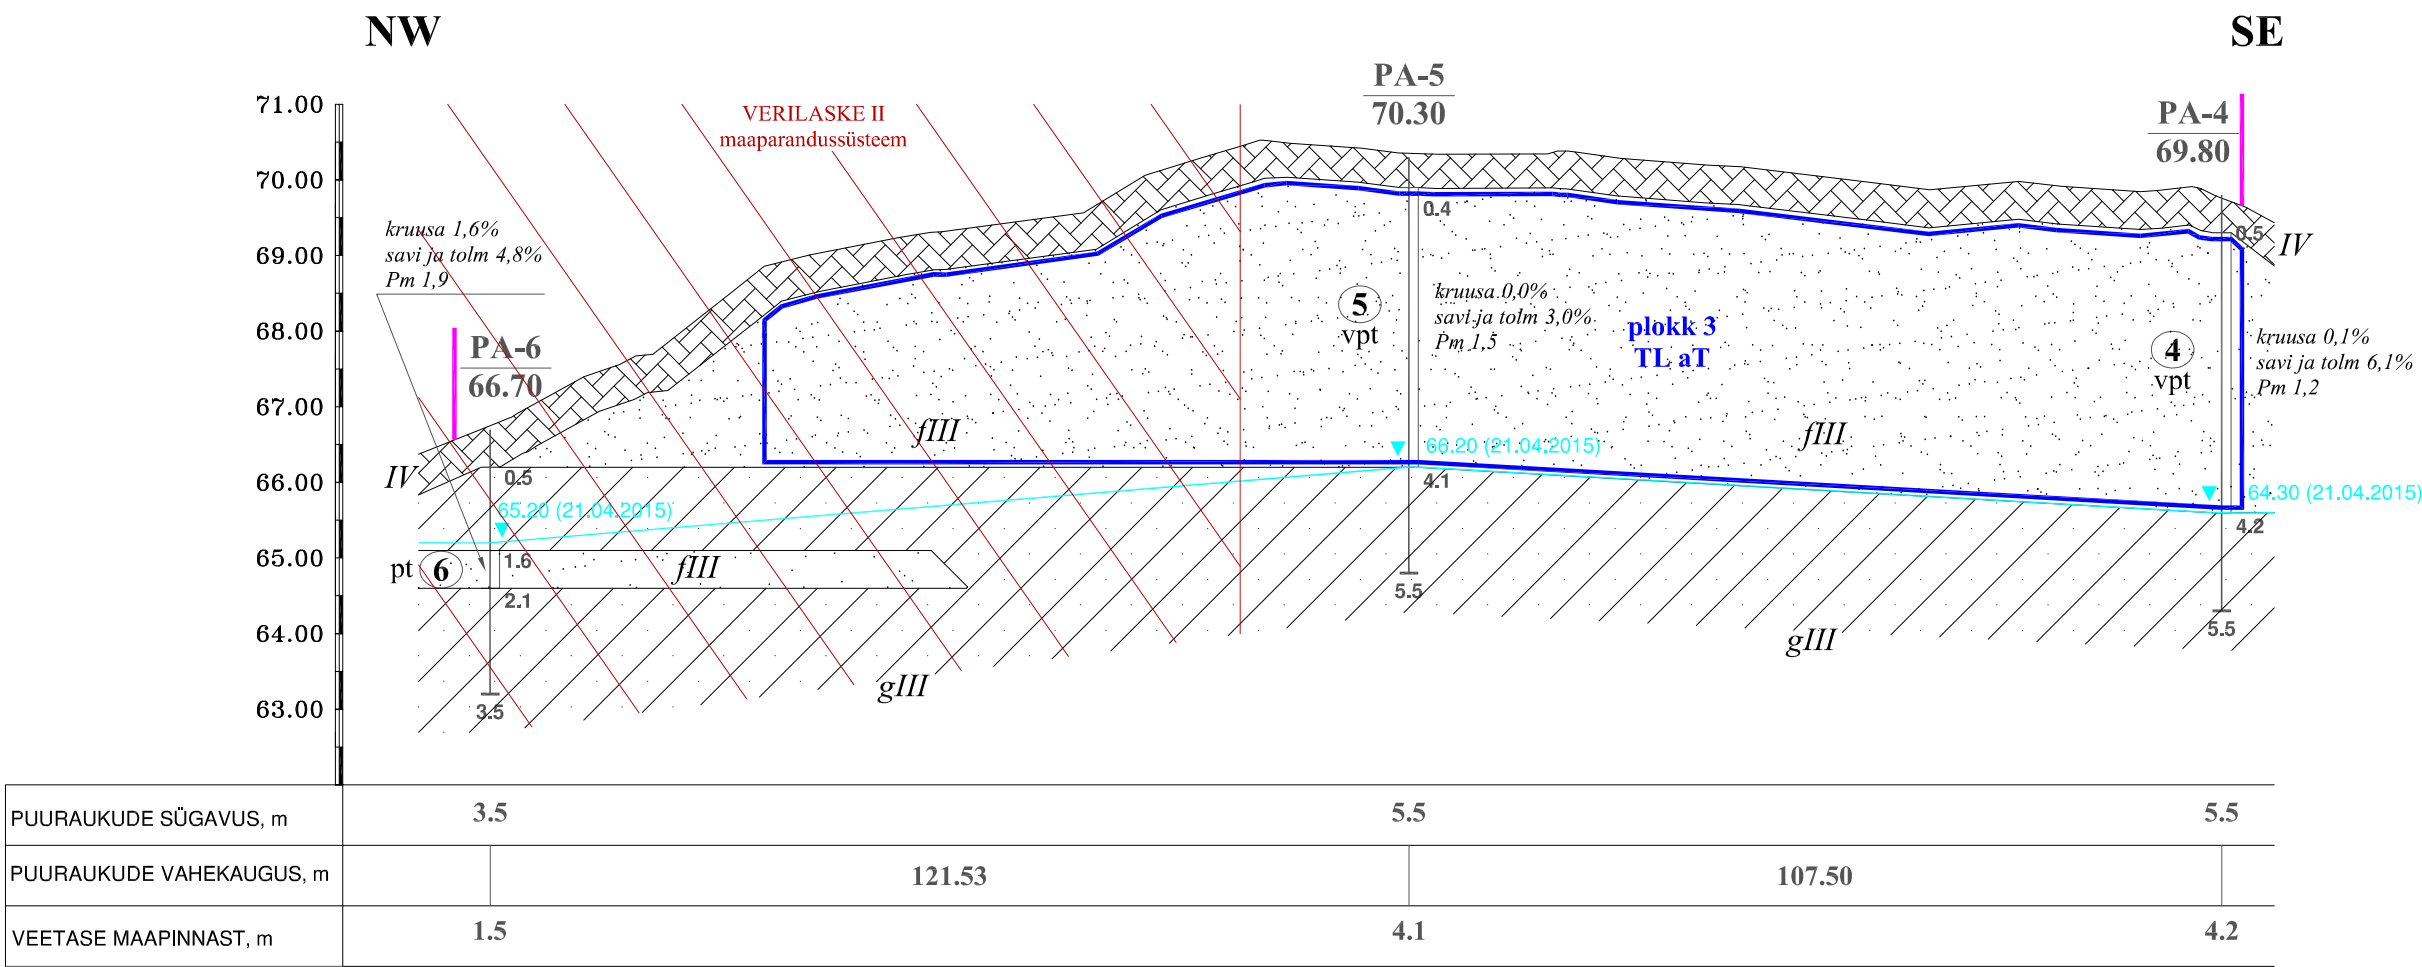 NW
SE
PA-5
70.30
PA-4
69.80
VERILASKE II
maaparandussüsteem
71.00
70.00
69.00
68.00
67.00
66.00
65.00
64.00
63.00
kruusa 1,6%
savi ja tolm 4,8%
Pm 1,9
PA-6
66.70
IV
0.5
65.20 (21.04.2015)
pt 6
1.6
2.1
3.5
fIII
fIII
gIII
0.4
5
vpt
kruusa 0,0%
savi ja tolm 3,0%
Pm 1,5
plokk 3
TL aT
66.20 (21.04.2015)
4.1
5.5
fIII
gIII
0.5
IV
4
vpt
kruusa 0,1%
savi ja tolm 6,1%
Pm 1,2
64.30 (21.04.2015)
4.2
5.5
PUURAUKUDE SÜGAVUS, m 3.5 5.5 5.5
PUURAUKUDE VAHEKAUGUS, m 121.53 107.50
VEETASE MAAPINNAST, m 1.5 4.1 4.2